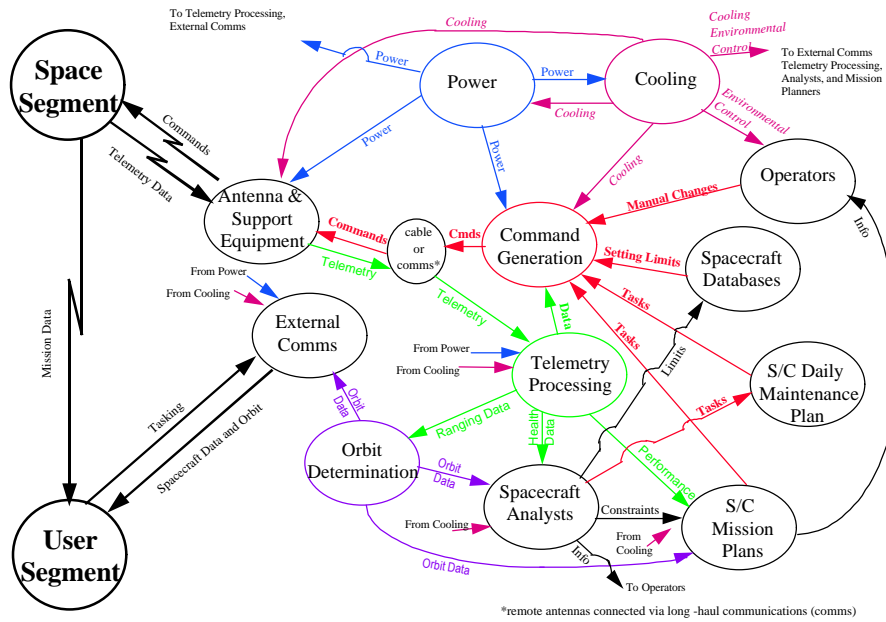 To Telemetry Processing,
External Comms
Cooling
Cooling
Environmental
Control
To External Comms
Telemetry Processing,
Analysts, and Mission
Planners
Space
Segment
Power
Power
Power
Cooling
Cooling
Environmental
Control
Commands
Telemetry Data
Power
Power
Cooling
Operators
Antenna &
Support
Equipment
Manual Changes
Info
Commands
cable
or
comms*
Cmds
Command
Generation
Setting Limits
Spacecraft
Databases
Telemetry
From Power
From Cooling
Telemetry
Data
Tasks
Tasks
External
Comms
Mission Data
From Power
From Cooling
Telemetry
Processing
Limits
S/C Daily
Maintenance
Plan
Tasking
Spacecraft Data and Orbit
Orbit
Data
Ranging Data
Health
Data
Tasks
Performance
Orbit
Determination
Orbit
Data
Spacecraft
Analysts
Constraints
S/C
Mission
Plans
From Cooling
From
Cooling
User
Segment
Orbit Data
Info
To Operators
*remote antennas connected via long -haul communications (comms)